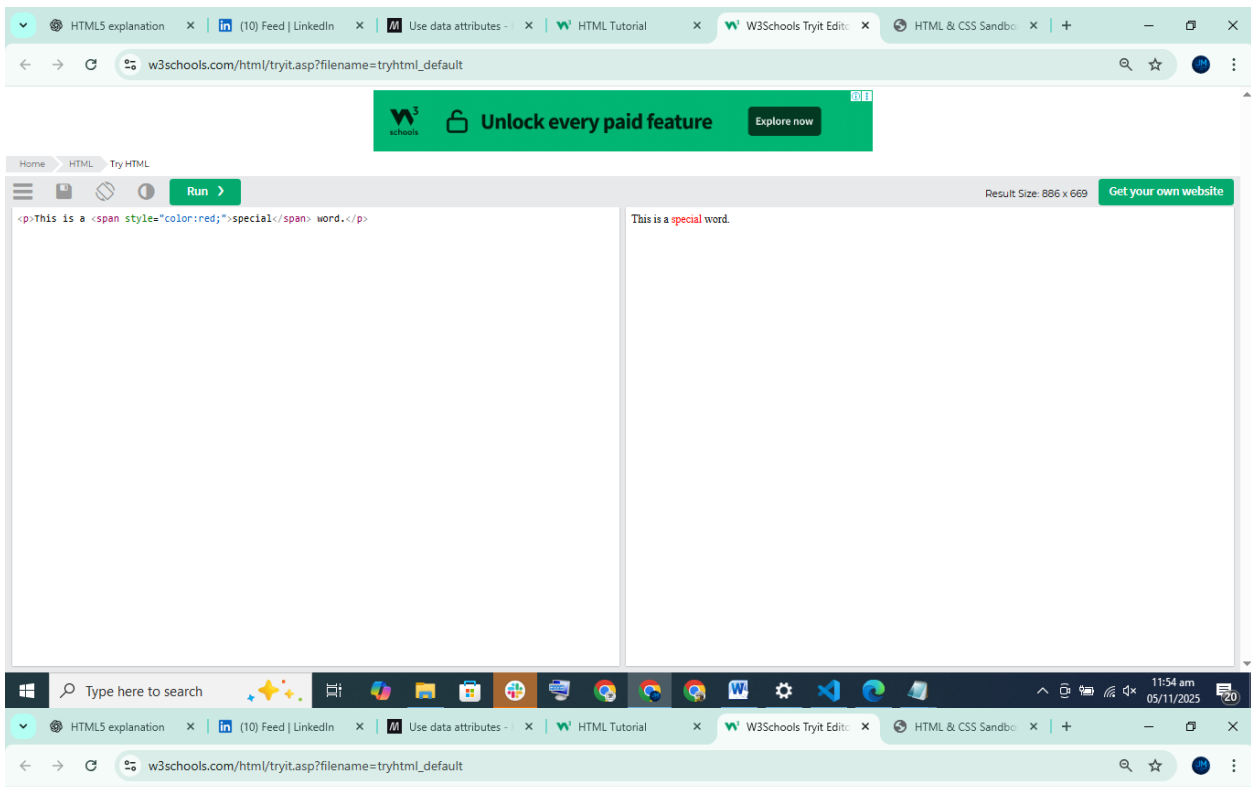 HTML5 explanation (10) Feed | LinkedIn Use data attributes - HTML Tutorial W3Schools Tryit Edito HTML & CSS Sandbo
w3schools.com/html/tryit.asp?filename=tryhtml_default
W3 schools Unlock every paid feature Explore now
Home HTML Try HTML
Run ❯ Result Size: 886 x 669 Get your own website
<p>This is a <span style="color:red;">special</span> word.</p>
This is a special word.
Type here to search 11:54 am
05/11/2025 20
HTML5 explanation (10) Feed | LinkedIn Use data attributes - HTML Tutorial W3Schools Tryit Edito HTML & CSS Sandbo
w3schools.com/html/tryit.asp?filename=tryhtml_default